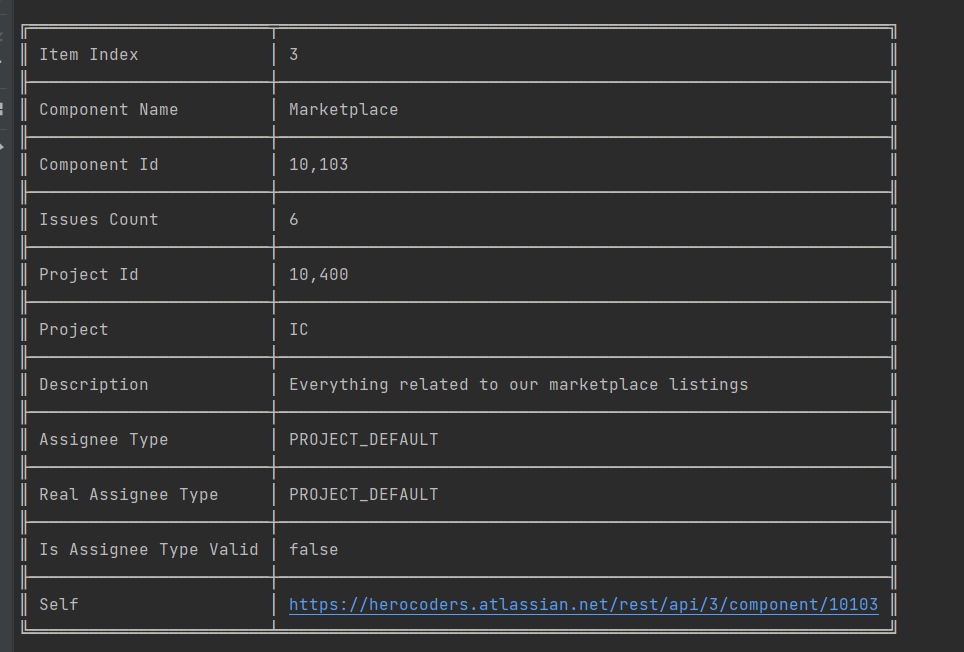 Item Index 3
Component Name Marketplace
Component Id 10,103
Issues Count 6
Project Id 10,400
Project IC
Description Everything related to our marketplace listings
Assignee Type PROJECT_DEFAULT
Real Assignee Type PROJECT_DEFAULT
Is Assignee Type Valid false
Self https://herocoders.atlassian.net/rest/api/3/component/10103